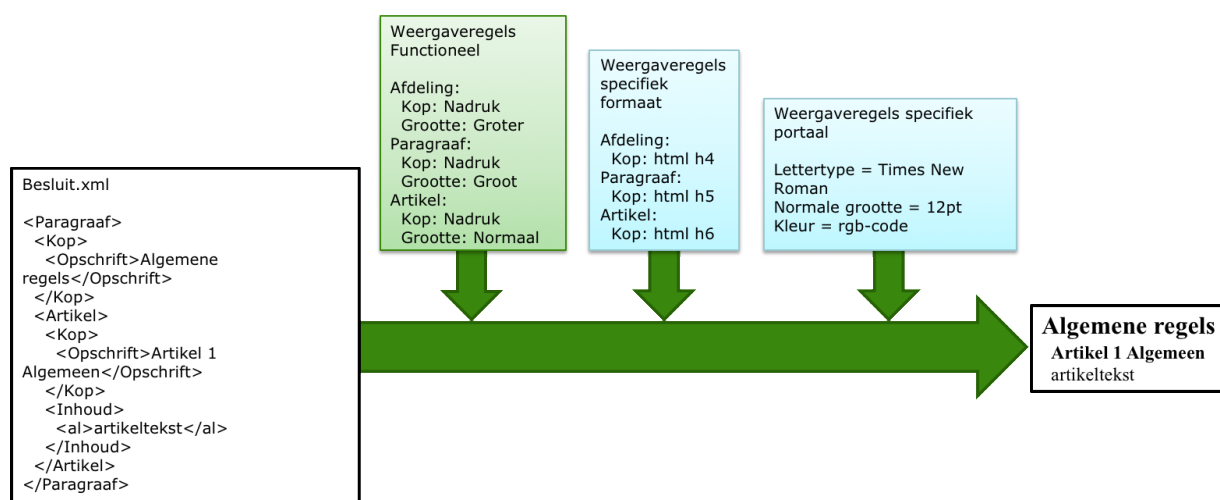 Weergaveregels
Functioneel
Afdeling:
Kop: Nadruk
Grootte: Groter
Paragraaf:
Kop: Nadruk
Grootte: Groot
Artikel:
Kop: Nadruk
Grootte: Normaal
Weergaveregels
specifiek
formaat
Afdeling:
Kop: html h4
Paragraaf:
Kop: html h5
Artikel:
Kop: html h6
Weergaveregels specifiek
portaal
Lettertype = Times New
Roman
Normale grootte = 12pt
Kleur = rgb-code
Besluit.xml
<Paragraaf>
<Kop>
<Opschrift>Algemene
regels</Opschrift>
</Kop>
<Artikel>
<Kop>
<Opschrift>Artikel 1
Algemeen</Opschrift>
</Kop>
<Inhoud>
<al>artikeltekst</al>
</Inhoud>
</Artikel>
</Paragraaf>
Algemene regels
Artikel 1 Algemeen
artikeltekst